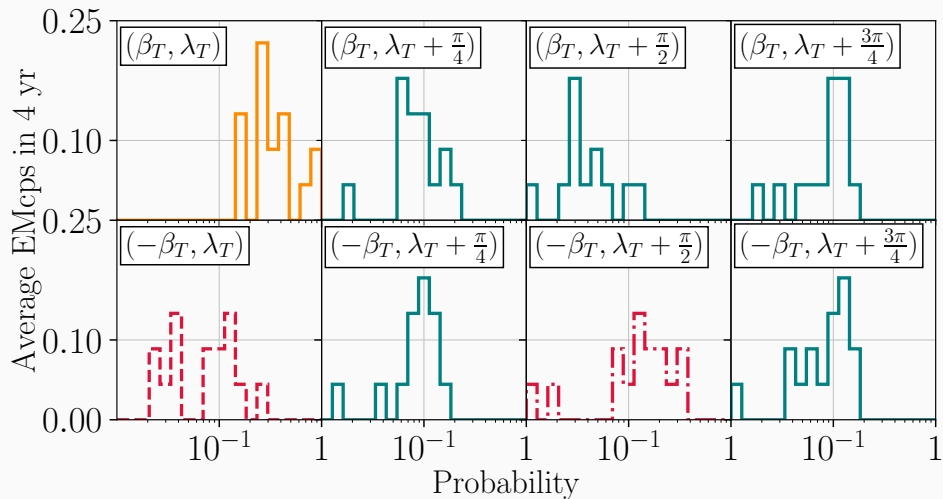 Average EMcps in 4 yr
0.25
(β_T, λ_T)
(β_T, λ_T + π/4)
(β_T, λ_T + π/2)
(β_T, λ_T + 3π/4)
0.10
0.25
(−β_T, λ_T)
(−β_T, λ_T + π/4)
(−β_T, λ_T + π/2)
(−β_T, λ_T + 3π/4)
0.10
0.00
10⁻¹ 1 10⁻¹ 1 10⁻¹ 1 10⁻¹ 1
Probability